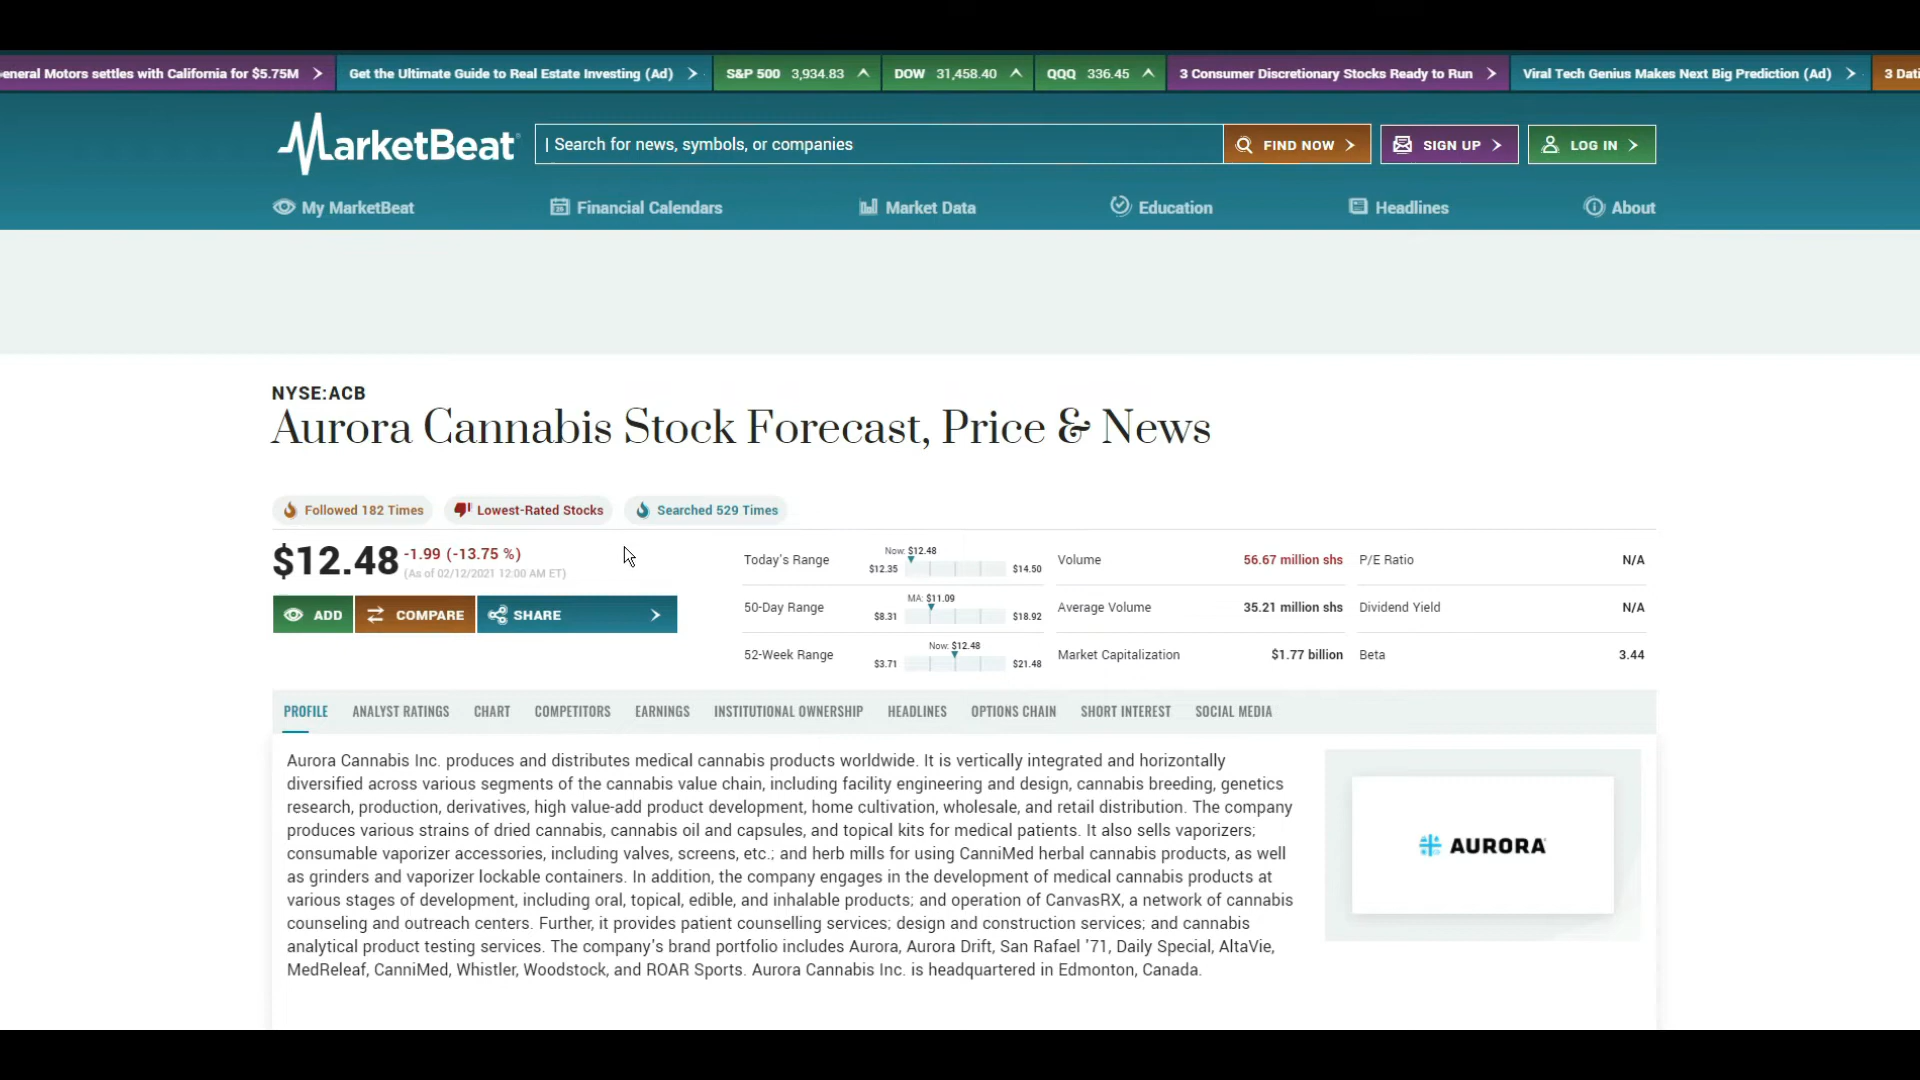 eneral Motors settles with California for $5.75M
Get the Ultimate Guide to Real Estate Investing (Ad)
S&P 500 3,934.83
DOW 31,458.40
QQQ 336.45
3 Consumer Discretionary Stocks Ready to Run
Viral Tech Genius Makes Next Big Prediction (Ad)
3 Dati
MarketBeat
Search for news, symbols, or companies
FIND NOW
SIGN UP
LOG IN
My MarketBeat
Financial Calendars
Market Data
Education
Headlines
About
NYSE:ACB
Aurora Cannabis Stock Forecast, Price & News
Followed 182 Times
Lowest-Rated Stocks
Searched 529 Times
$12.48 -1.99 (-13.75 %)
(As of 02/12/2021 12:00 AM ET)
ADD
COMPARE
SHARE
Today's Range
Now: $12.48
$12.35
$14.50
50-Day Range
MA: $11.09
$8.31
$18.92
52-Week Range
Now: $12.48
$3.71
$21.48
Volume 56.67 million shs
Average Volume 35.21 million shs
Market Capitalization $1.77 billion
P/E Ratio N/A
Dividend Yield N/A
Beta 3.44
PROFILE
ANALYST RATINGS
CHART
COMPETITORS
EARNINGS
INSTITUTIONAL OWNERSHIP
HEADLINES
OPTIONS CHAIN
SHORT INTEREST
SOCIAL MEDIA
Aurora Cannabis Inc. produces and distributes medical cannabis products worldwide. It is vertically integrated and horizontally
diversified across various segments of the cannabis value chain, including facility engineering and design, cannabis breeding, genetics
research, production, derivatives, high value-add product development, home cultivation, wholesale, and retail distribution. The company
produces various strains of dried cannabis, cannabis oil and capsules, and topical kits for medical patients. It also sells vaporizers;
consumable vaporizer accessories, including valves, screens, etc.; and herb mills for using CanniMed herbal cannabis products, as well
as grinders and vaporizer lockable containers. In addition, the company engages in the development of medical cannabis products at
various stages of development, including oral, topical, edible, and inhalable products; and operation of CanvasRX, a network of cannabis
counseling and outreach centers. Further, it provides patient counselling services; design and construction services; and cannabis
analytical product testing services. The company's brand portfolio includes Aurora, Aurora Drift, San Rafael '71, Daily Special, AltaVie,
MedReleaf, CanniMed, Whistler, Woodstock, and ROAR Sports. Aurora Cannabis Inc. is headquartered in Edmonton, Canada.
AURORA